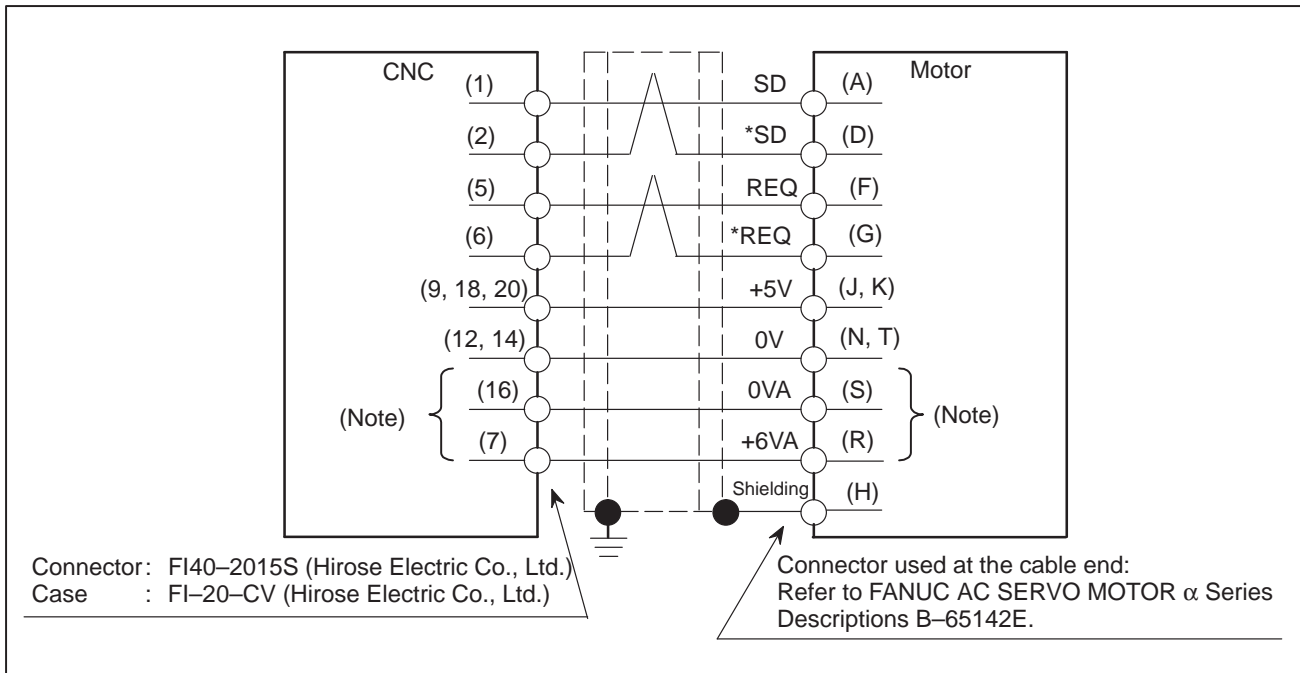 CNC
Motor
(1) SD (A)
(2) *SD (D)
(5) REQ (F)
(6) *REQ (G)
(9, 18, 20) +5V (J, K)
(12, 14) 0V (N, T)
(16) 0VA (S)
(Note) (Note)
(7) +6VA (R)
Shielding (H)
Connector : FI40–2015S (Hirose Electric Co., Ltd.)
Case : FI–20–CV (Hirose Electric Co., Ltd.)
Connector used at the cable end:
Refer to FANUC AC SERVO MOTOR α Series
Descriptions B–65142E.